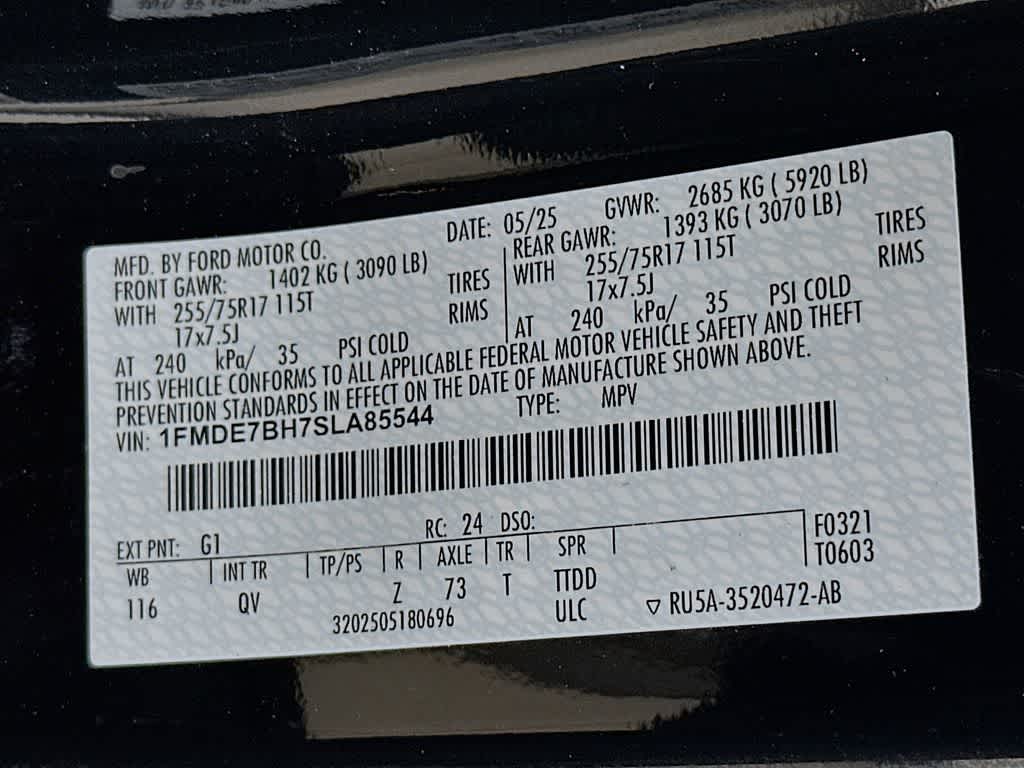 MFD. BY FORD MOTOR CO. DATE: 05/25 GVWR: 2685 KG ( 5920 LB)
FRONT GAWR: 1402 KG ( 3090 LB) REAR GAWR: 1393 KG ( 3070 LB)
WITH 255/75R17 115T TIRES WITH 255/75R17 115T TIRES
17x7.5J RIMS 17x7.5J RIMS
AT 240 kPa/ 35 PSI COLD AT 240 kPa/ 35 PSI COLD
THIS VEHICLE CONFORMS TO ALL APPLICABLE FEDERAL MOTOR VEHICLE SAFETY AND THEFT
PREVENTION STANDARDS IN EFFECT ON THE DATE OF MANUFACTURE SHOWN ABOVE.
VIN: 1FMDE7BH7SLA85544 TYPE: MPV
EXT PNT: G1 RC: 24 DSO: F0321
WB INT TR TP/PS R AXLE TR SPR T0603
116 QV Z 73 T TTDD
3202505180696 ULC ▽ RU5A-3520472-AB